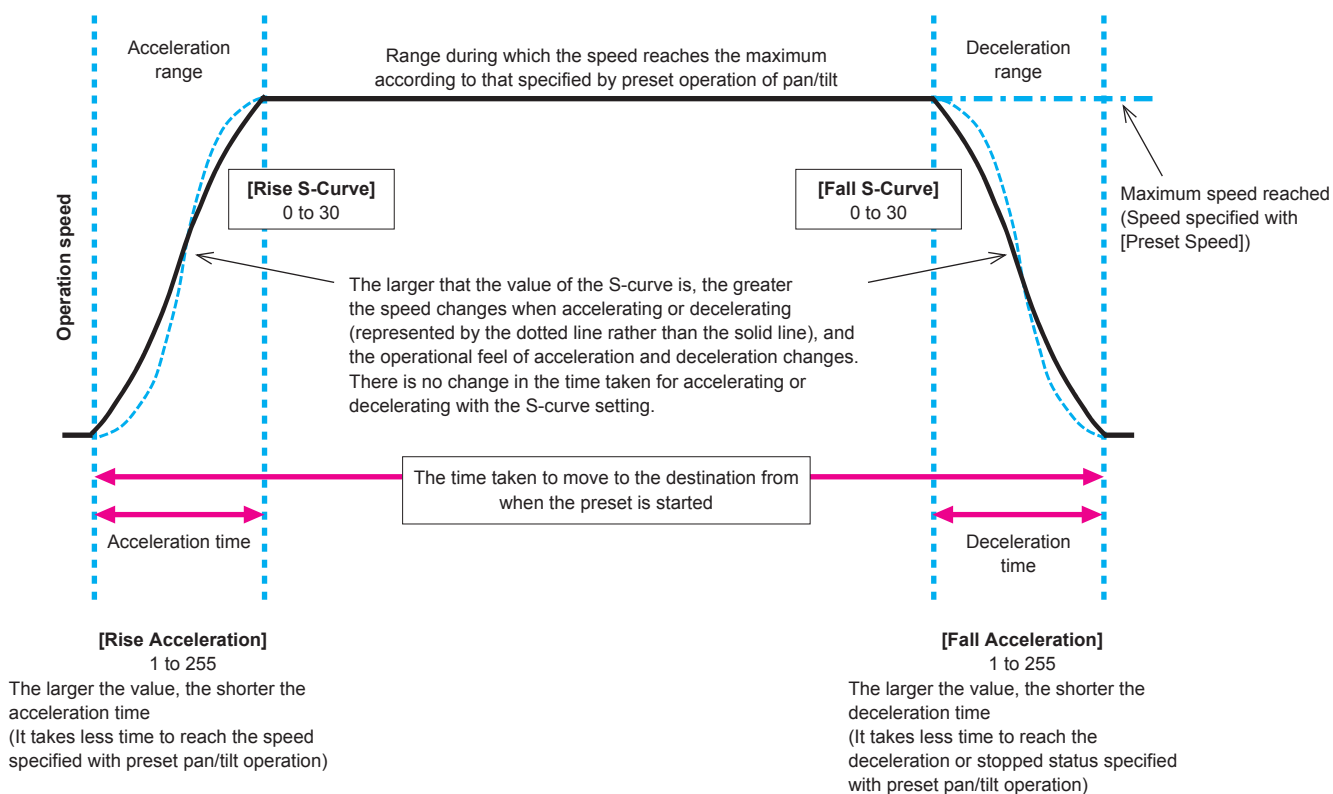 Acceleration
range
Range during which the speed reaches the maximum
according to that specified by preset operation of pan/tilt
Deceleration
range
Operation speed
[Rise S-Curve]
0 to 30
[Fall S-Curve]
0 to 30
Maximum speed reached
(Speed specified with
[Preset Speed])
The larger that the value of the S-curve is, the greater
the speed changes when accelerating or decelerating
(represented by the dotted line rather than the solid line), and
the operational feel of acceleration and deceleration changes.
There is no change in the time taken for accelerating or
decelerating with the S-curve setting.
The time taken to move to the destination from
when the preset is started
Acceleration time
Deceleration
time
[Rise Acceleration]
1 to 255
The larger the value, the shorter the
acceleration time
(It takes less time to reach the speed
specified with preset pan/tilt operation)
[Fall Acceleration]
1 to 255
The larger the value, the shorter the
deceleration time
(It takes less time to reach the
deceleration or stopped status specified
with preset pan/tilt operation)